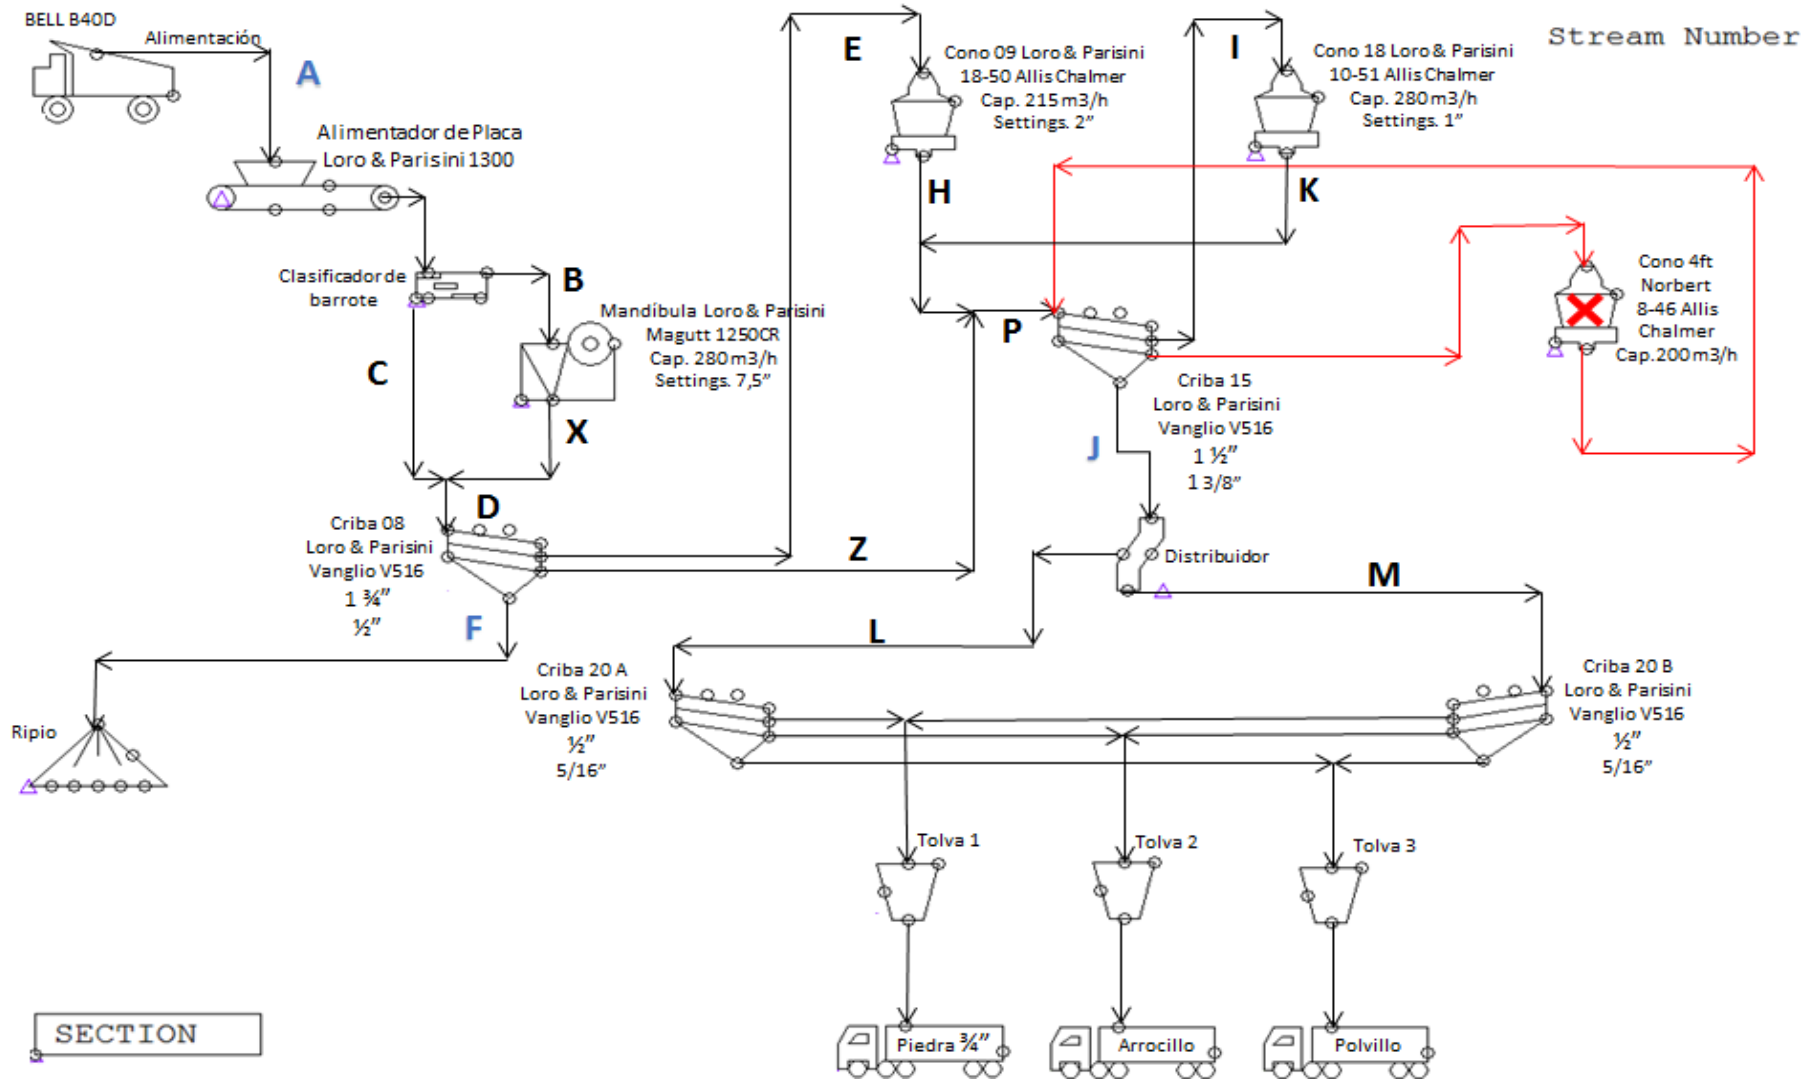 BELL B40D
Alimentación
A
Alimentador de Placa
Loro & Parisini 1300
Clasificador de
barrote
B
Mandíbula Loro & Parisini
Magutt 1250CR
Cap. 280 m3/h
Settings. 7,5”
C
X
D
Criba 08
Loro & Parisini
Vanglio V516
1 ¾”
½”
F
Ripio
E
Cono 09 Loro & Parisini
18-50 Allis Chalmer
Cap. 215 m3/h
Settings. 2”
H
I
Cono 18 Loro & Parisini
10-51 Allis Chalmer
Cap. 280 m3/h
Settings. 1”
K
Stream Number
Cono 4ft
Norbert
8-46 Allis
Chalmer
Cap. 200 m3/h
P
Criba 15
Loro & Parisini
Vanglio V516
1 ½”
1 3/8”
J
Z
Distribuidor
M
L
Criba 20 A
Loro & Parisini
Vanglio V516
½”
5/16”
Criba 20 B
Loro & Parisini
Vanglio V516
½”
5/16”
Tolva 1
Tolva 2
Tolva 3
Piedra ¾”
Arrocillo
Polvillo
SECTION